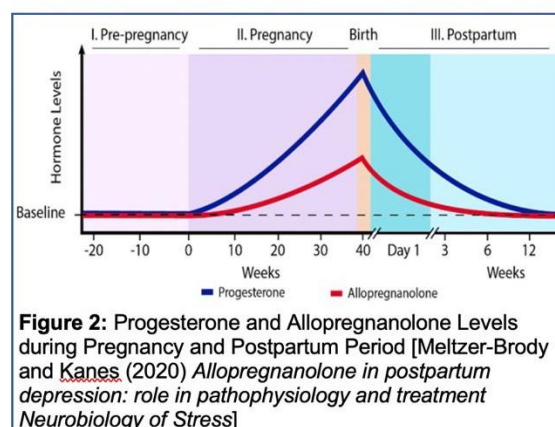 I. Pre-pregnancy II. Pregnancy Birth III. Postpartum
Hormone Levels
Baseline
-20 -10 0 10 20 30 40 Day 1 3 6 12
Weeks Weeks
Progesterone Allopregnanolone
Figure 2: Progesterone and Allopregnanolone Levels
during Pregnancy and Postpartum Period [Meltzer-Brody
and Kanes (2020) Allopregnanolone in postpartum
depression: role in pathophysiology and treatment
Neurobiology of Stress]